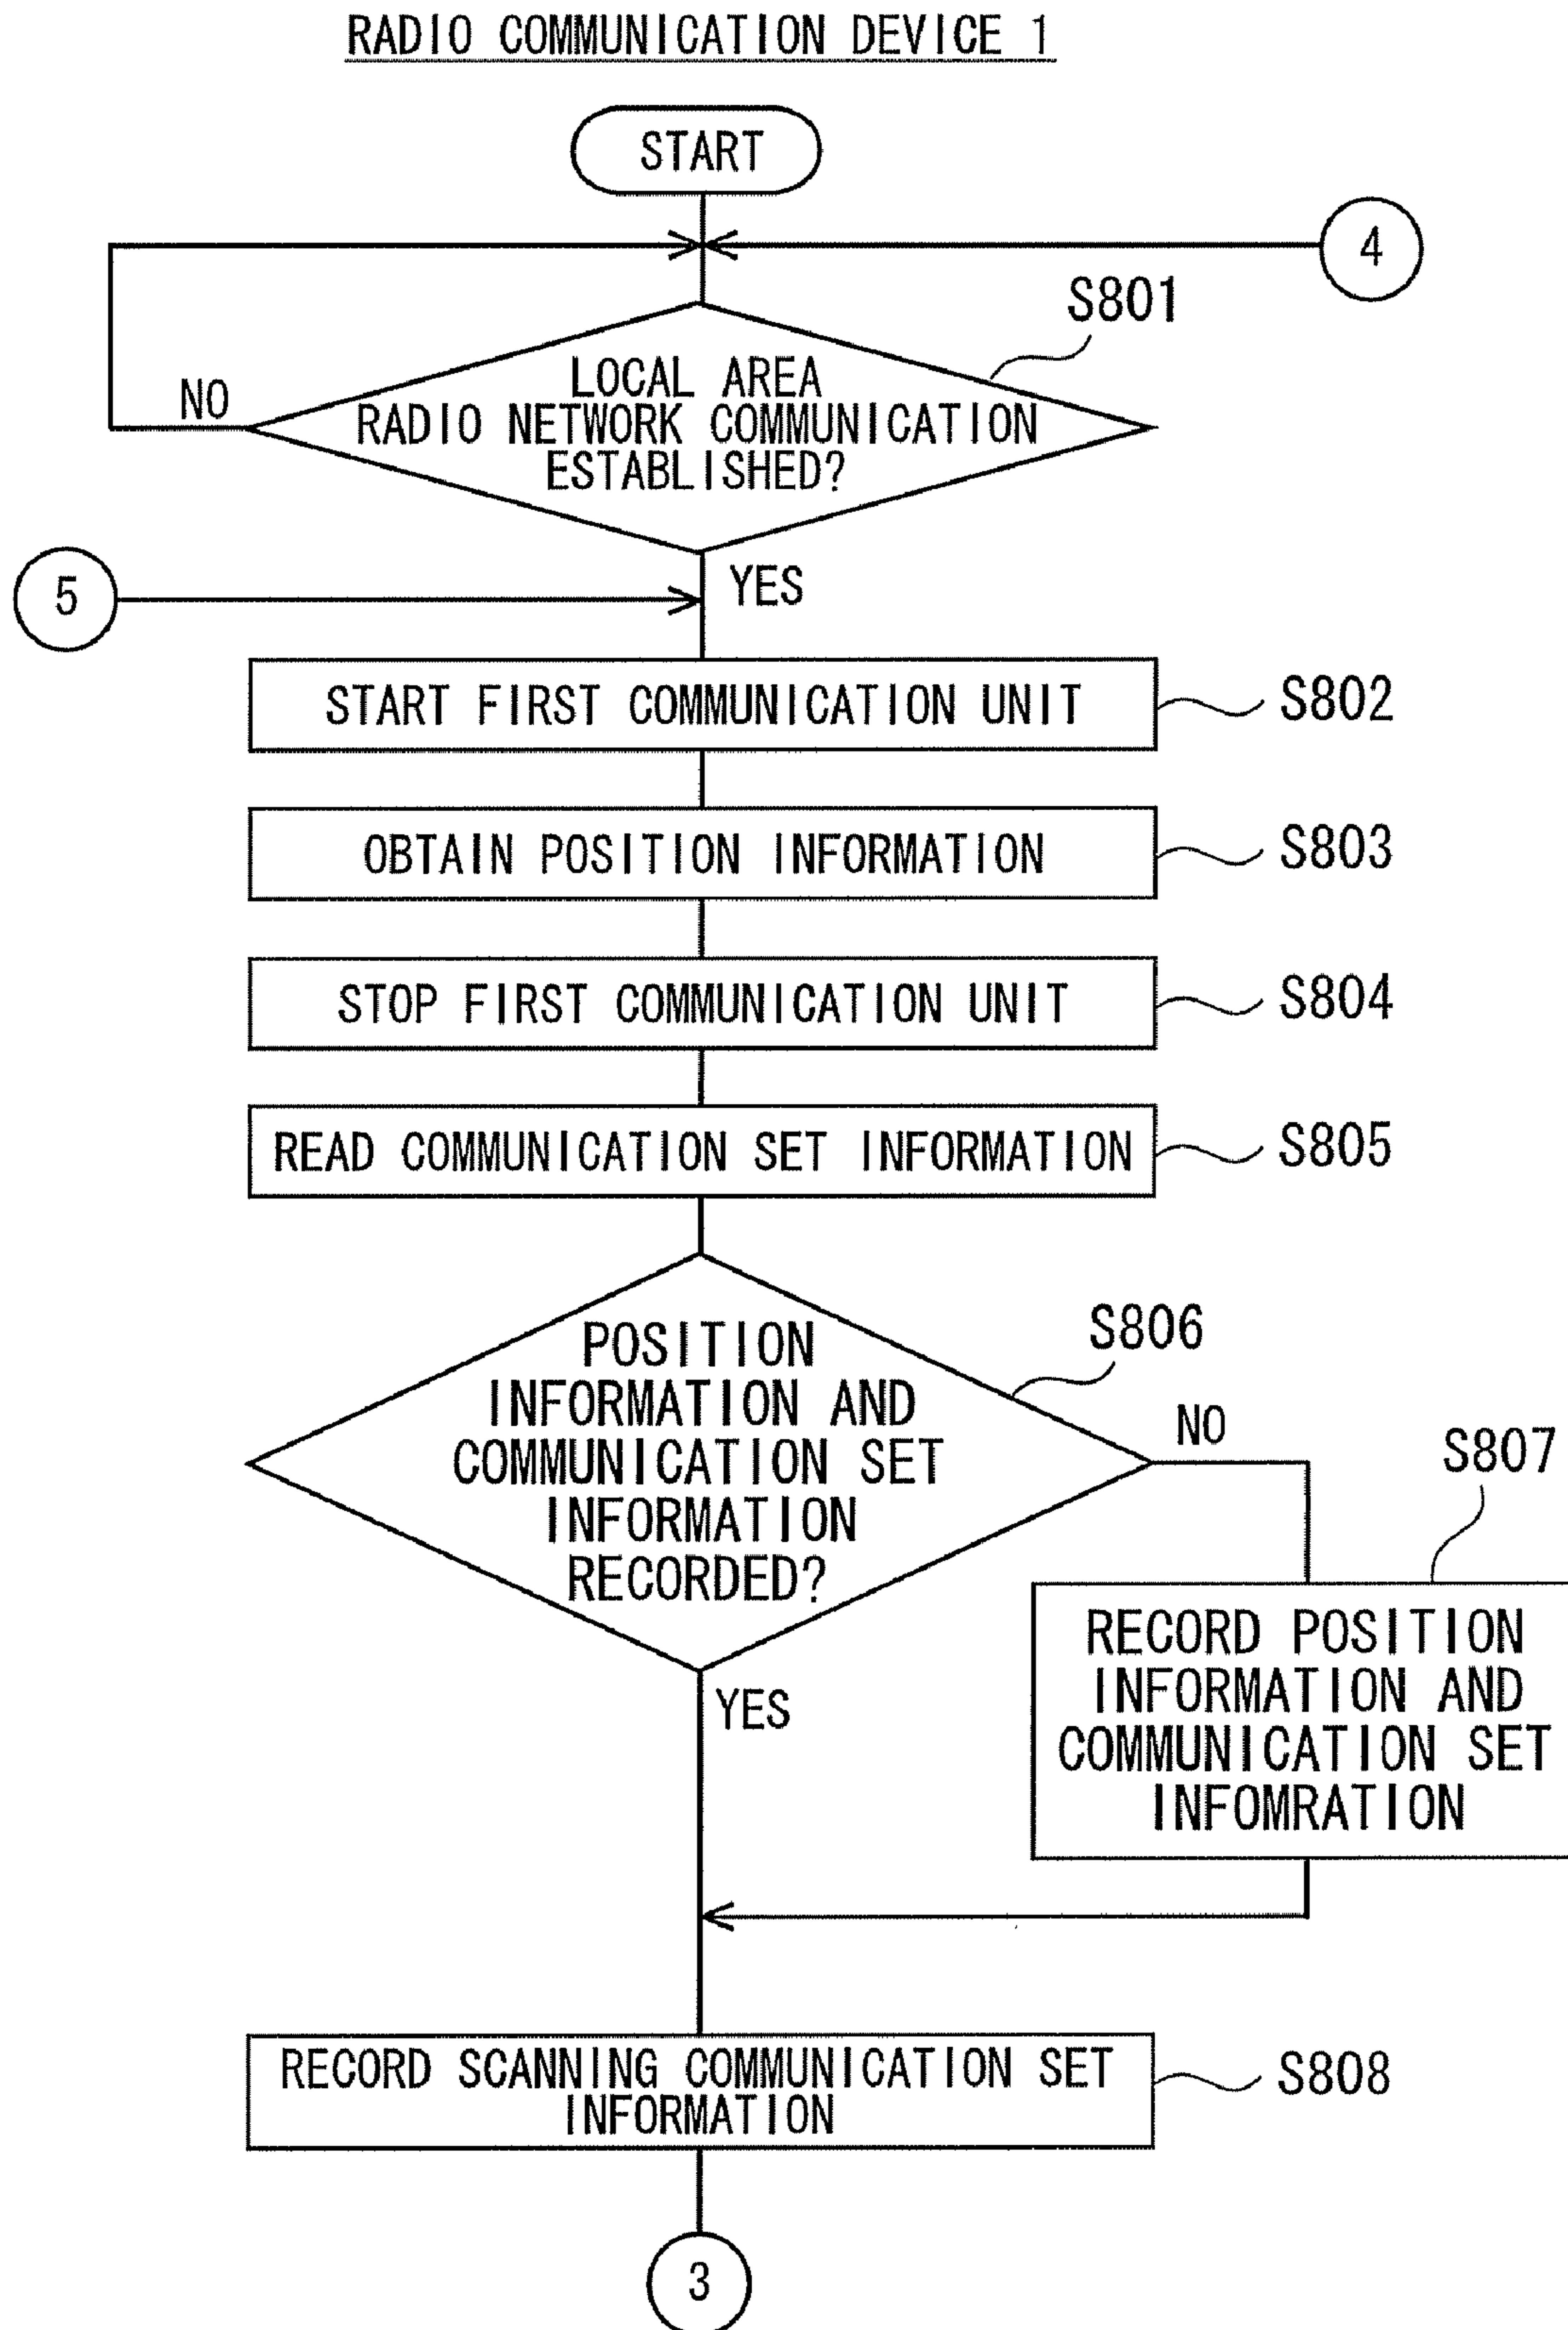 RADIO COMMUNICATION DEVICE 1
START
4
S801
LOCAL AREA
RADIO NETWORK COMMUNICATION
ESTABLISHED?
NO
YES
5
START FIRST COMMUNICATION UNIT
S802
OBTAIN POSITION INFORMATION
S803
STOP FIRST COMMUNICATION UNIT
S804
READ COMMUNICATION SET INFORMATION
S805
S806
POSITION
INFORMATION AND
COMMUNICATION SET
INFORMATION
RECORDED?
NO
S807
RECORD POSITION
INFORMATION AND
COMMUNICATION SET
INFOMRATION
YES
RECORD SCANNING COMMUNICATION SET
INFORMATION
S808
3